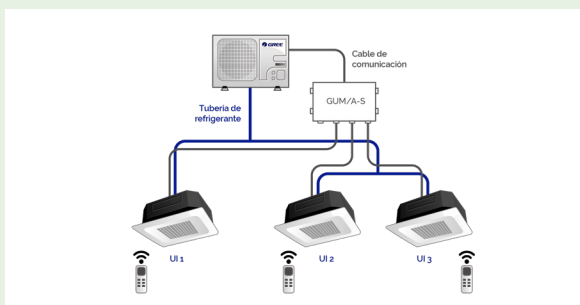 GREE
Cable de
comunicación
GUM/A-S
Tubería de
refrigerante
UI 1
UI 2
UI 3